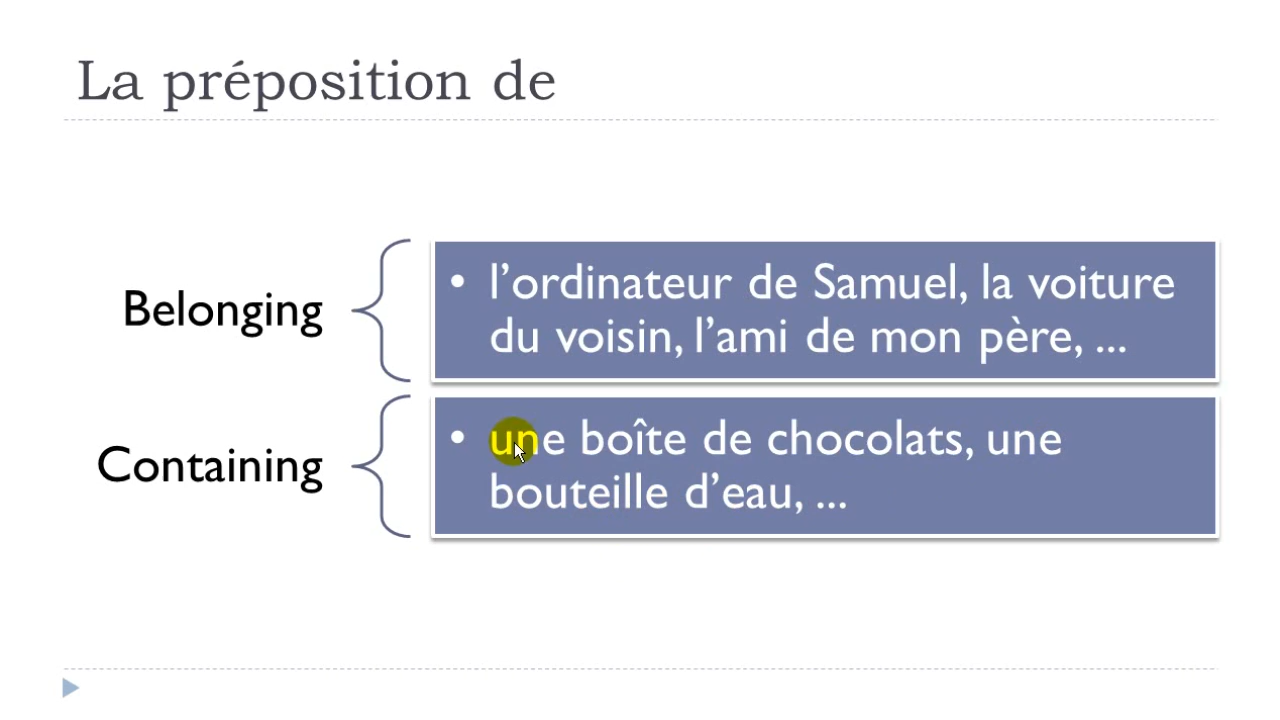 La préposition de
Belonging
• l’ordinateur de Samuel, la voiture
du voisin, l’ami de mon père, ...
Containing
• une boîte de chocolats, une
bouteille d’eau, ...